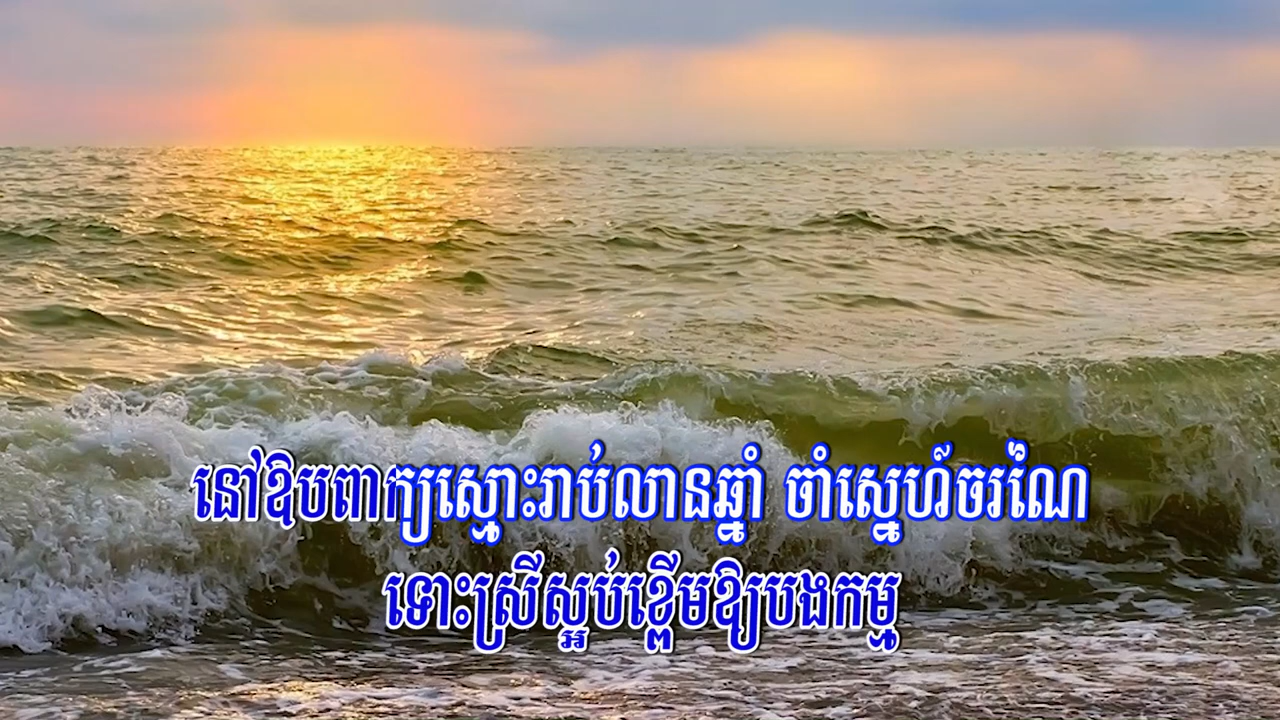 នៅឱបពាក្យស្មោះរាប់លានឆ្នាំ ចាំស្នេហ៍ចរណៃ
ទោះស្រីស្អប់ខ្ពើមឱ្យបងកម្ម